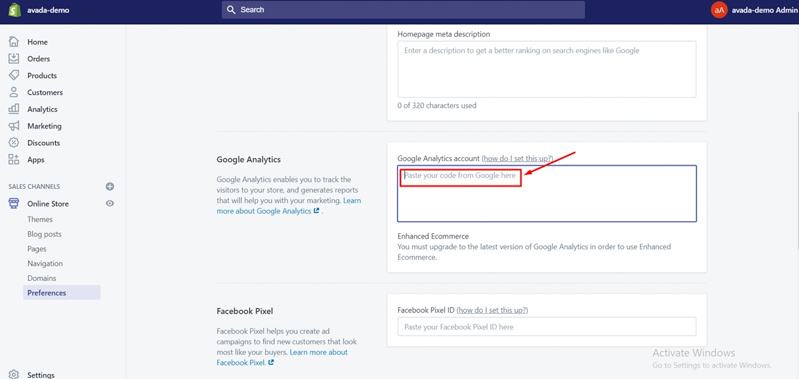 avada-demo
Search
aA
avada-demo Admin
Home
Orders
Products
Customers
Analytics
Marketing
Discounts
Apps
SALES CHANNELS
Online Store
Themes
Blog posts
Pages
Navigation
Domains
Preferences
Settings
Homepage meta description
Enter a description to get a better ranking on search engines like Google
0 of 320 characters used
Google Analytics
Google Analytics enables you to track the
visitors to your store, and generates reports
that will help you with your marketing. Learn
more about Google Analytics .
Google Analytics account (how do I set this up?)
Paste your code from Google here
Enhanced Ecommerce
You must upgrade to the latest version of Google Analytics in order to use Enhanced
Ecommerce.
Facebook Pixel
Facebook Pixel helps you create ad
campaigns to find new customers that look
most like your buyers. Learn more about
Facebook Pixel.
Facebook Pixel ID (how do I set this up?)
Paste your Facebook Pixel ID here
Activate Windows
Go to Settings to activate Windows.